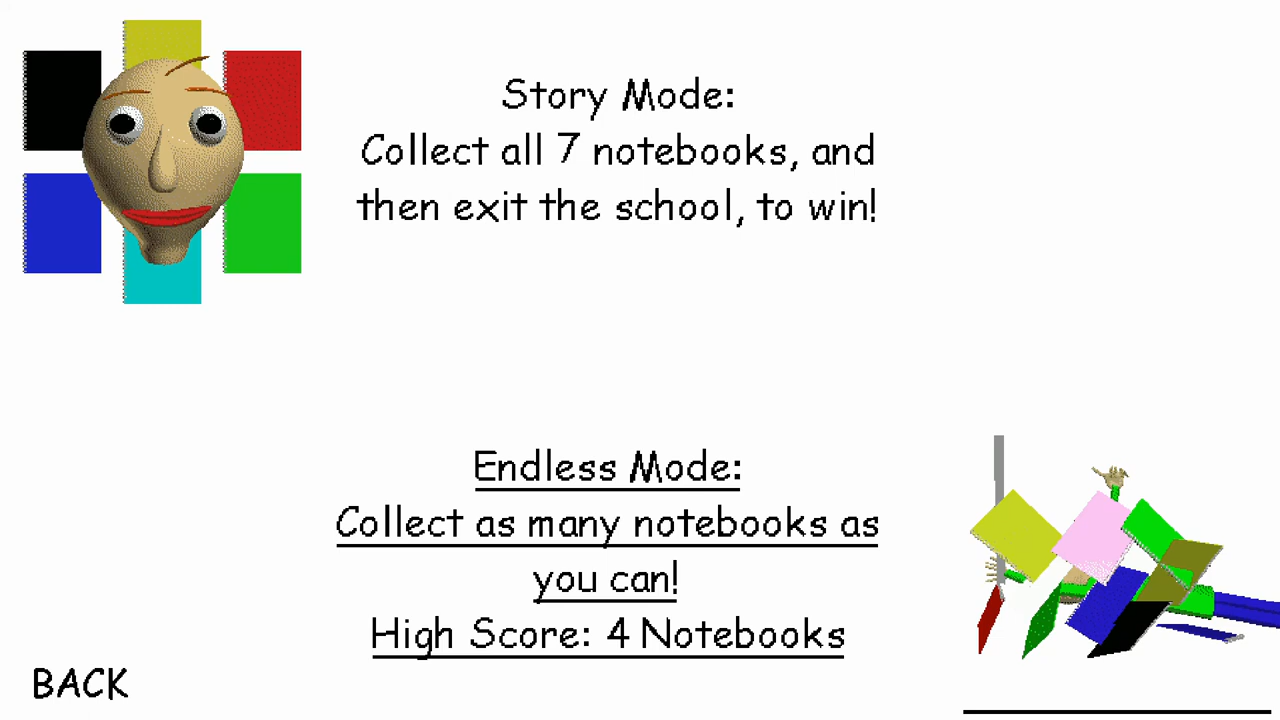 Story Mode:
Collect all 7 notebooks, and
then exit the school, to win!
Endless Mode:
Collect as many notebooks as
you can!
High Score: 4 Notebooks
BACK